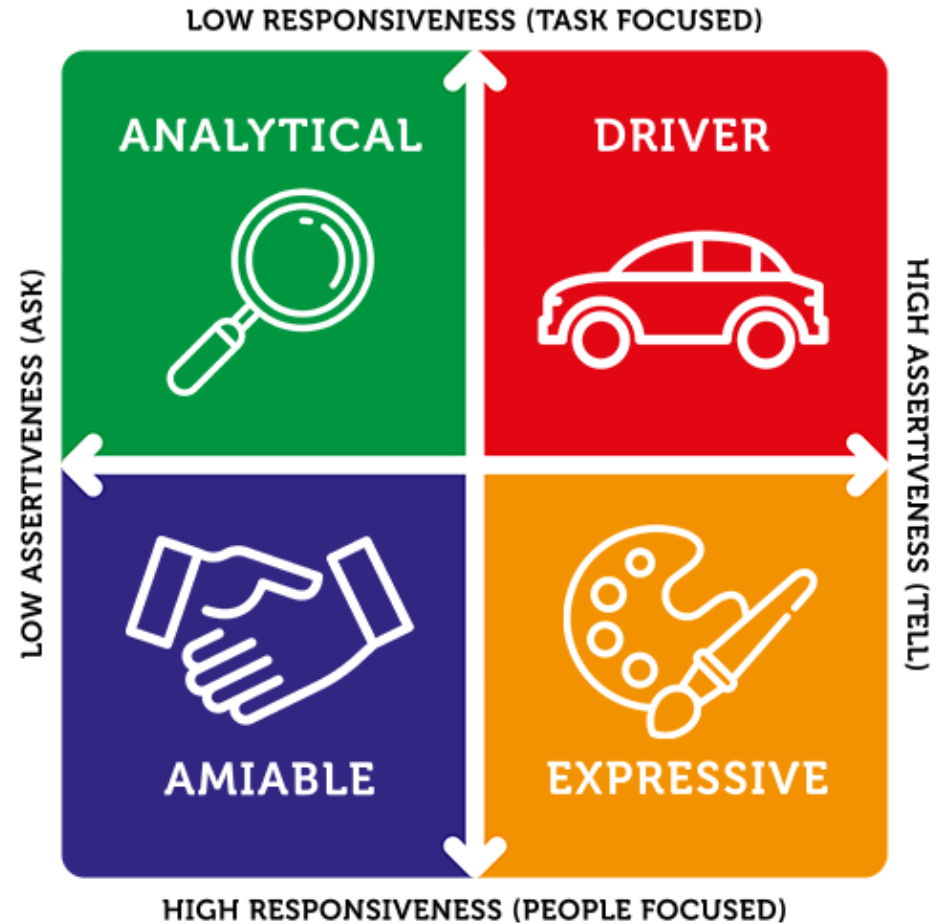 LOW RESPONSIVENESS (TASK FOCUSED)
ANALYTICAL
DRIVER
LOW ASSERTIVENESS (ASK)
HIGH ASSERTIVENESS (TELL)
AMIABLE
EXPRESSIVE
HIGH RESPONSIVENESS (PEOPLE FOCUSED)